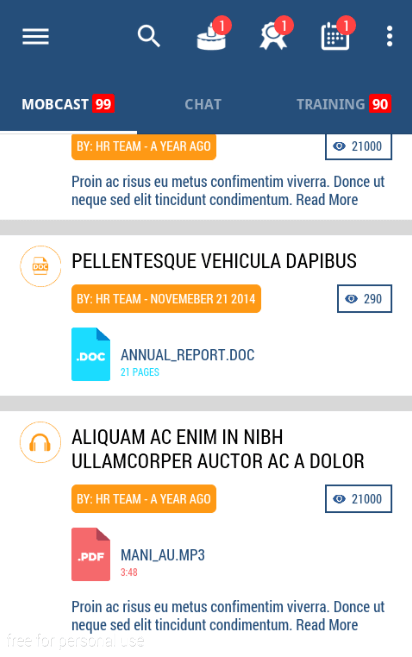 1
1
1
MOBCAST 99
CHAT
TRAINING 90
BY: HR TEAM - A YEAR AGO
21000
Proin ac risus eu metus confimentim viverra. Donce ut
neque sed elit tincidunt condimentum. Read More
DOC
PELLENTESQUE VEHICULA DAPIBUS
BY: HR TEAM - NOVEMEBER 21 2014
290
.DOC
ANNUAL_REPORT.DOC
21 PAGES
ALIQUAM AC ENIM IN NIBH
ULLAMCORPER AUCTOR AC A DOLOR
BY: HR TEAM - A YEAR AGO
21000
.PDF
MANI_AU.MP3
3:48
Proin ac risus eu metus confimentim viverra. Donce ut
neque sed elit tincidunt condimentum. Read More
free for personal use